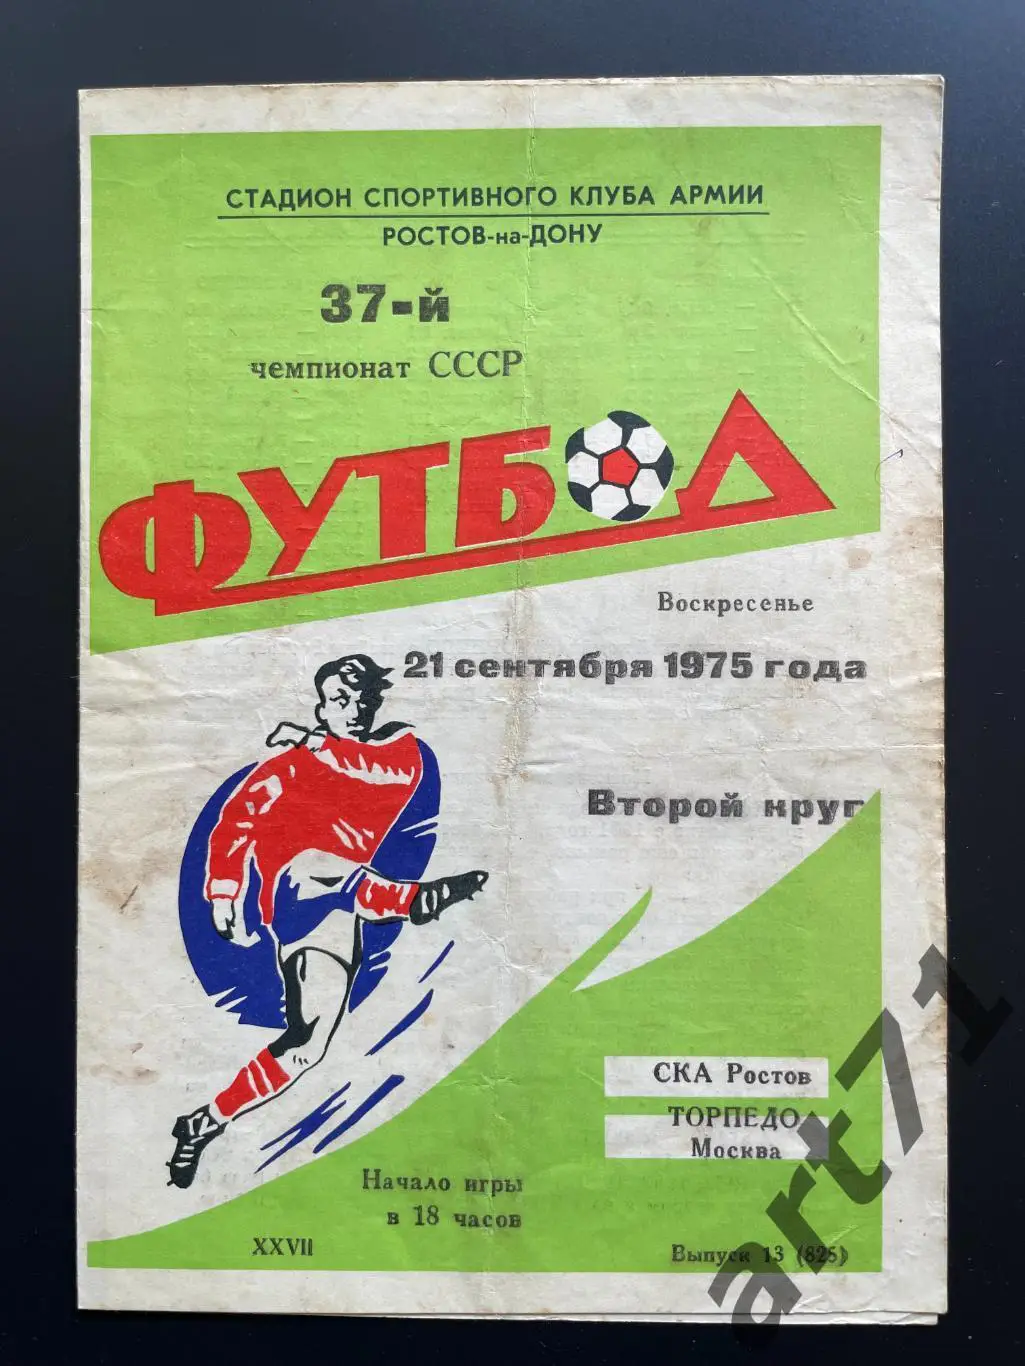 СТАДИОН СПОРТИВНОГО КЛУБА АРМИИ
РОСТОВ-на-ДОНУ
37-й
чемпионат СССР
ФУТБОЛ
Воскресенье
21 сентября 1975 года
Второй круг
СКА Ростов
ТОРПЕДО
Москва
Начало игры
в 18 часов
XXVII
Выпуск 13 (825)
art71